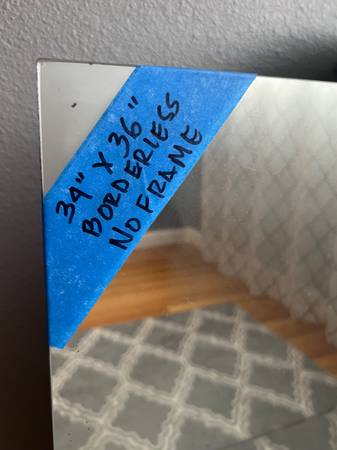 34" X 36"
BORDERLESS
NO FRAME